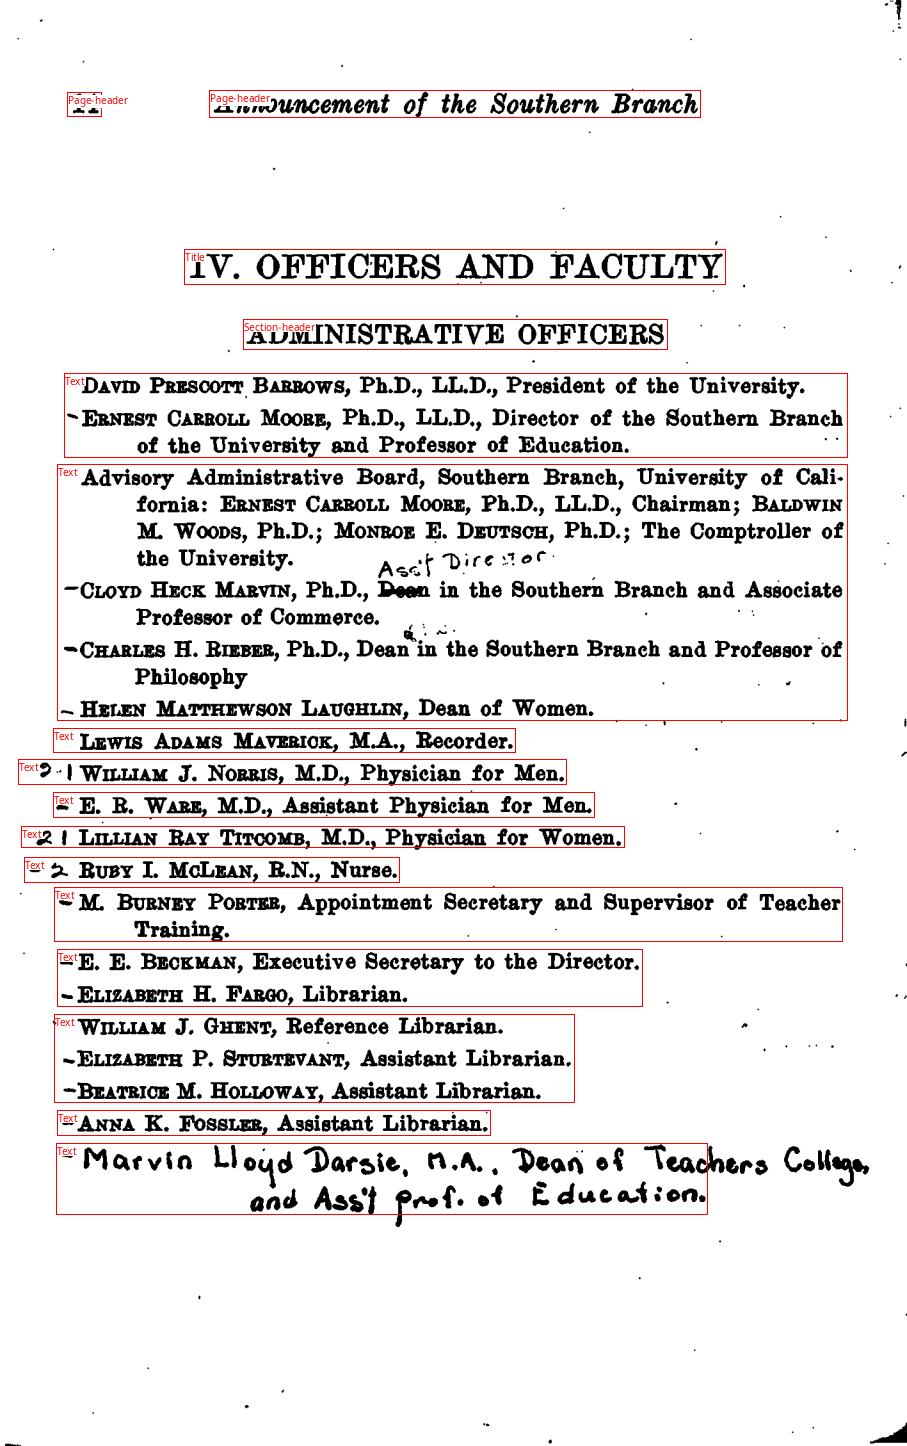 Announcement of the Southern Branch
IV. OFFICERS AND FACULTY
ADMINISTRATIVE OFFICERS
DAVID PRESCOTT BARROWS, Ph.D., LL.D., President of the University.
-ERNEST CARROLL MOORE, Ph.D., LL.D., Director of the Southern Branch
of the University and Professor of Education.
Advisory Administrative Board, Southern Branch, University of Cali-
fornia: ERNEST CARROLL MOORE, Ph.D., LL.D., Chairman; BALDWIN
M. WOODS, Ph.D.; MONROE E. DEUTSCH, Ph.D.; The Comptroller of
the University.
Ass't Director
-CLOYD HECK MARVIN, Ph.D., Dean in the Southern Branch and Associate
Professor of Commerce.
-CHARLES H. RIEBER, Ph.D., Dean in the Southern Branch and Professor of
Philosophy
- HELEN MATTHEWSON LAUGHLIN, Dean of Women.
LEWIS ADAMS MAVERICK, M.A., Recorder.
2-1 WILLIAM J. NORRIS, M.D., Physician for Men.
- E. R. WARE, M.D., Assistant Physician for Men.
2 1 LILLIAN RAY TITCOMB, M.D., Physician for Women.
- 2 RUBY I. MCLEAN, R.N., Nurse.
- M. BURNEY PORTER, Appointment Secretary and Supervisor of Teacher
Training.
-E. E. BECKMAN, Executive Secretary to the Director.
-ELIZABETH H. FARGO, Librarian.
WILLIAM J. GHENT, Reference Librarian.
-ELIZABETH P. STURTEVANT, Assistant Librarian.
-BEATRICE M. HOLLOWAY, Assistant Librarian.
-ANNA K. FOSSLER, Assistant Librarian.
- Marvin Lloyd Darsie, M.A., Dean of Teachers College,
and Ass't prof. of Education.